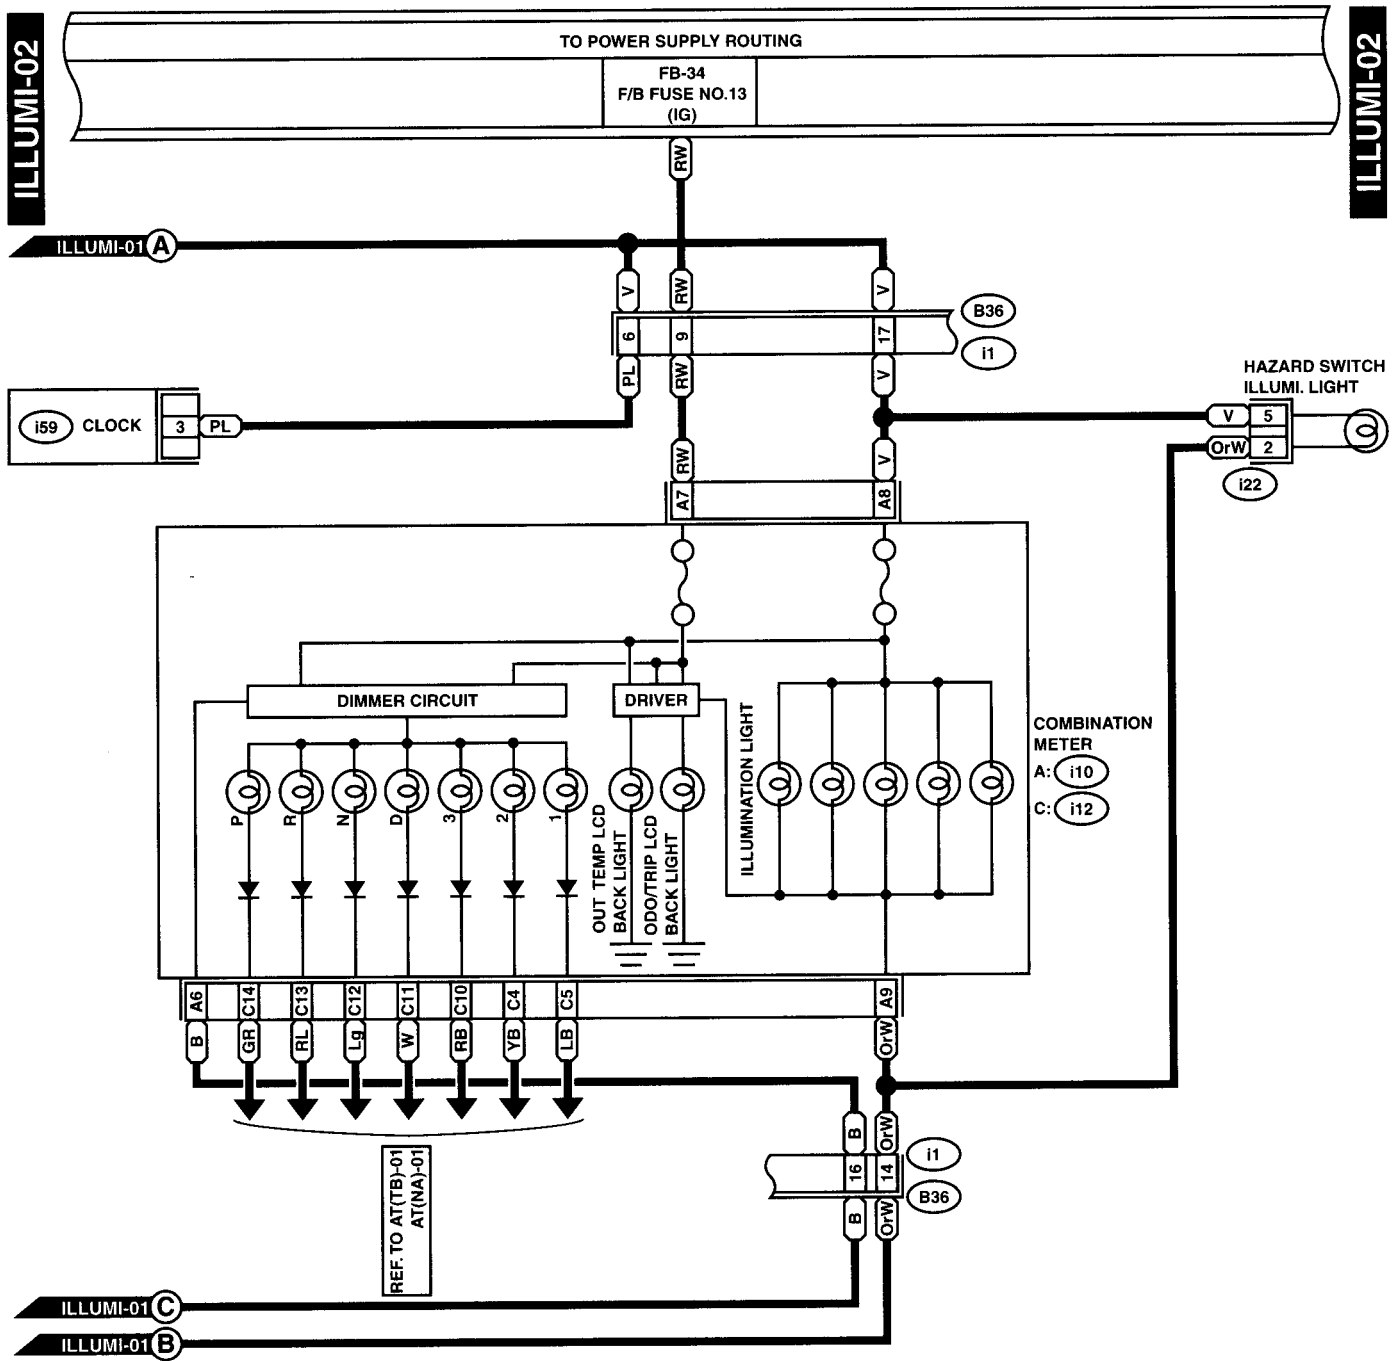 ILLUMI-02
ILLUMI-02
TO POWER SUPPLY ROUTING
FB-34
F/B FUSE NO.13
(IG)
RW
ILLUMI-01 A
V
RW
V
B36
6
9
17
i1
PL
RW
V
HAZARD SWITCH
ILLUMI. LIGHT
i59 CLOCK
3
PL
V
5
OrW
2
i22
RW
V
A7
A8
DIMMER CIRCUIT
DRIVER
ILLUMINATION LIGHT
COMBINATION
METER
A: i10
C: i12
P
R
N
D
3
2
1
OUT TEMP LCD
BACK LIGHT
ODO/TRIP LCD
BACK LIGHT
A6
C14
C13
C12
C11
C10
C4
C5
A9
B
GR
RL
Lg
W
RB
YB
LB
OrW
B
OrW
i1
16
14
B36
B
OrW
REF. TO AT(TB)-01
AT(NA)-01
ILLUMI-01 C
ILLUMI-01 B